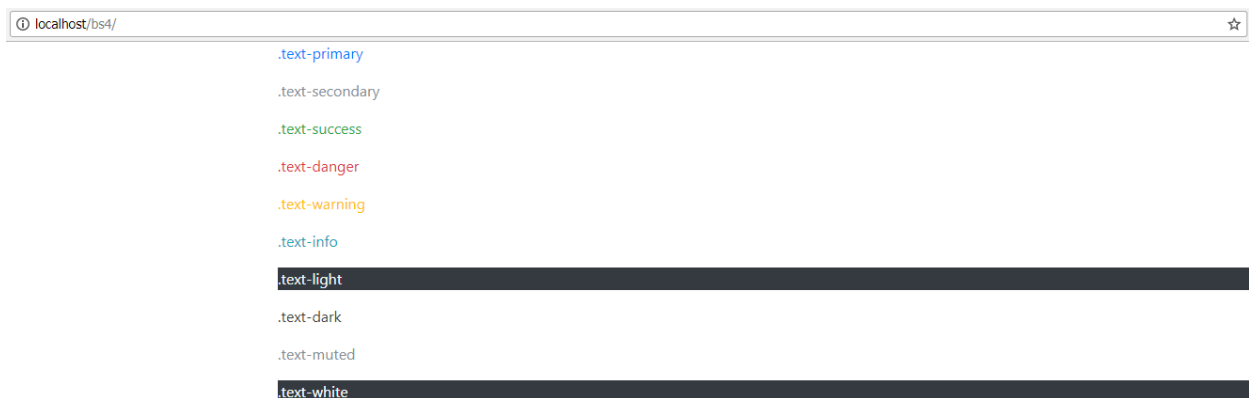 localhost/bs4/
.text-primary
.text-secondary
.text-success
.text-danger
.text-warning
.text-info
.text-light
.text-dark
.text-muted
.text-white